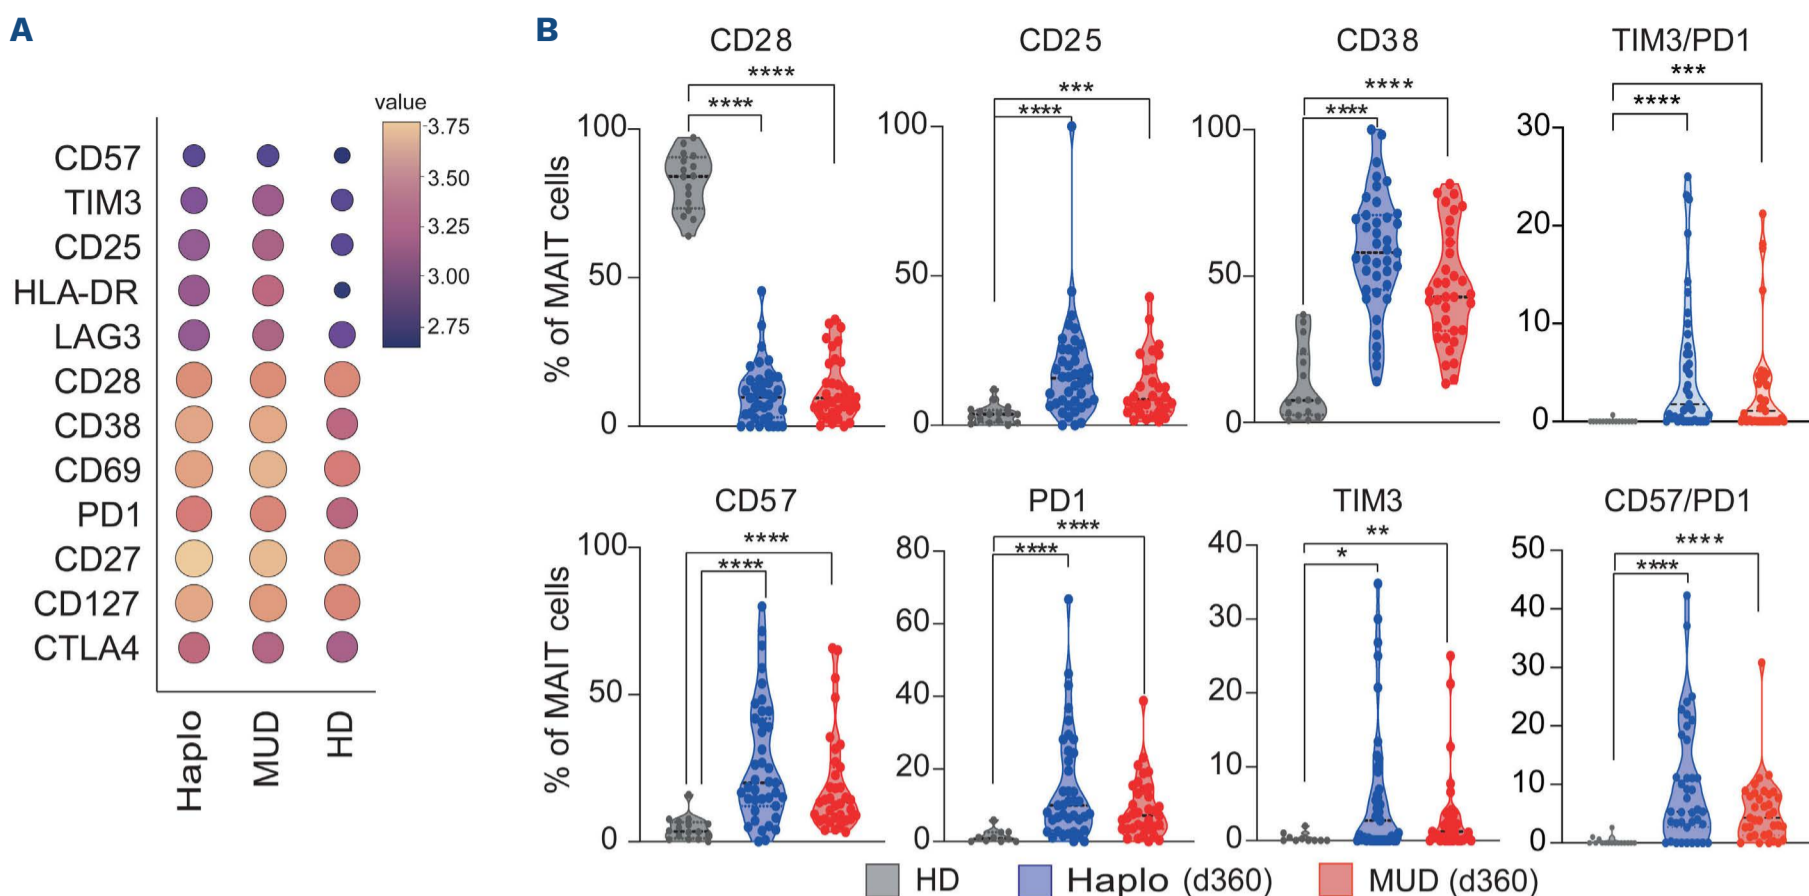 A
value
3.75
3.50
3.25
3.00
2.75
CD57
TIM3
CD25
HLA-DR
LAG3
CD28
CD38
CD69
PD1
CD27
CD127
CTLA4
Haplo
MUD
HD
B
CD28
****
****
100
50
0
% of MAIT cells
CD25
***
****
100
50
0
CD38
****
****
100
50
0
TIM3/PD1
***
****
30
20
10
0
CD57
****
****
100
50
0
% of MAIT cells
PD1
****
****
80
60
40
20
0
TIM3
**
*
40
30
20
10
0
CD57/PD1
****
****
50
40
30
20
10
0
HD
Haplo (d360)
MUD (d360)